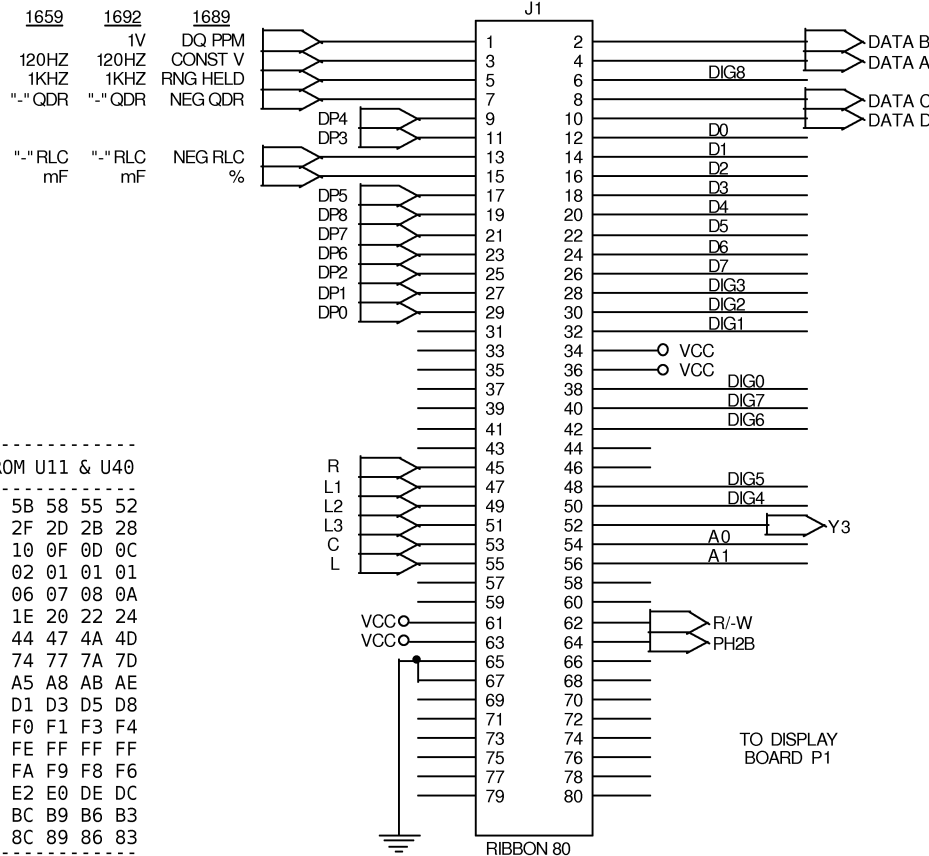 J1
1659 1692 1689
1V DQ PPM 1 2 DATA B
120HZ 120HZ CONST V 3 4 DATA A
1KHZ 1KHZ RNG HELD 5 6 DIG8
"-" QDR "-" QDR NEG QDR 7 8 DATA C
DP4 9 10 DATA D
DP3 11 12 D0
"-" RLC "-" RLC NEG RLC 13 14 D1
mF mF % 15 16 D2
DP5 17 18 D3
DP8 19 20 D4
DP7 21 22 D5
DP6 23 24 D6
DP2 25 26 D7
DP1 27 28 DIG3
DP0 29 30 DIG2
31 32 DIG1
33 34 VCC
35 36 VCC
37 38 DIG0
39 40 DIG7
41 42 DIG6
43 44
R 45 46
L1 47 48 DIG5
L2 49 50 DIG4
L3 51 52 Y3
C 53 54 A0
L 55 56 A1
57 58
59 60
VCC 61 62 R/-W
VCC 63 64 PH2B
65 66
67 68
69 70
71 72
73 74
75 76
77 78
79 80
RIBBON 80
TO DISPLAY
BOARD P1
- - - - - - - - - - - -
OM U11 & U40
- - - - - - - - - - - -
5B 58 55 52
2F 2D 2B 28
10 0F 0D 0C
02 01 01 01
06 07 08 0A
1E 20 22 24
44 47 4A 4D
74 77 7A 7D
A5 A8 AB AE
D1 D3 D5 D8
F0 F1 F3 F4
FE FF FF FF
FA F9 F8 F6
E2 E0 DE DC
BC B9 B6 B3
8C 89 86 83
- - - - - - - - - - - -